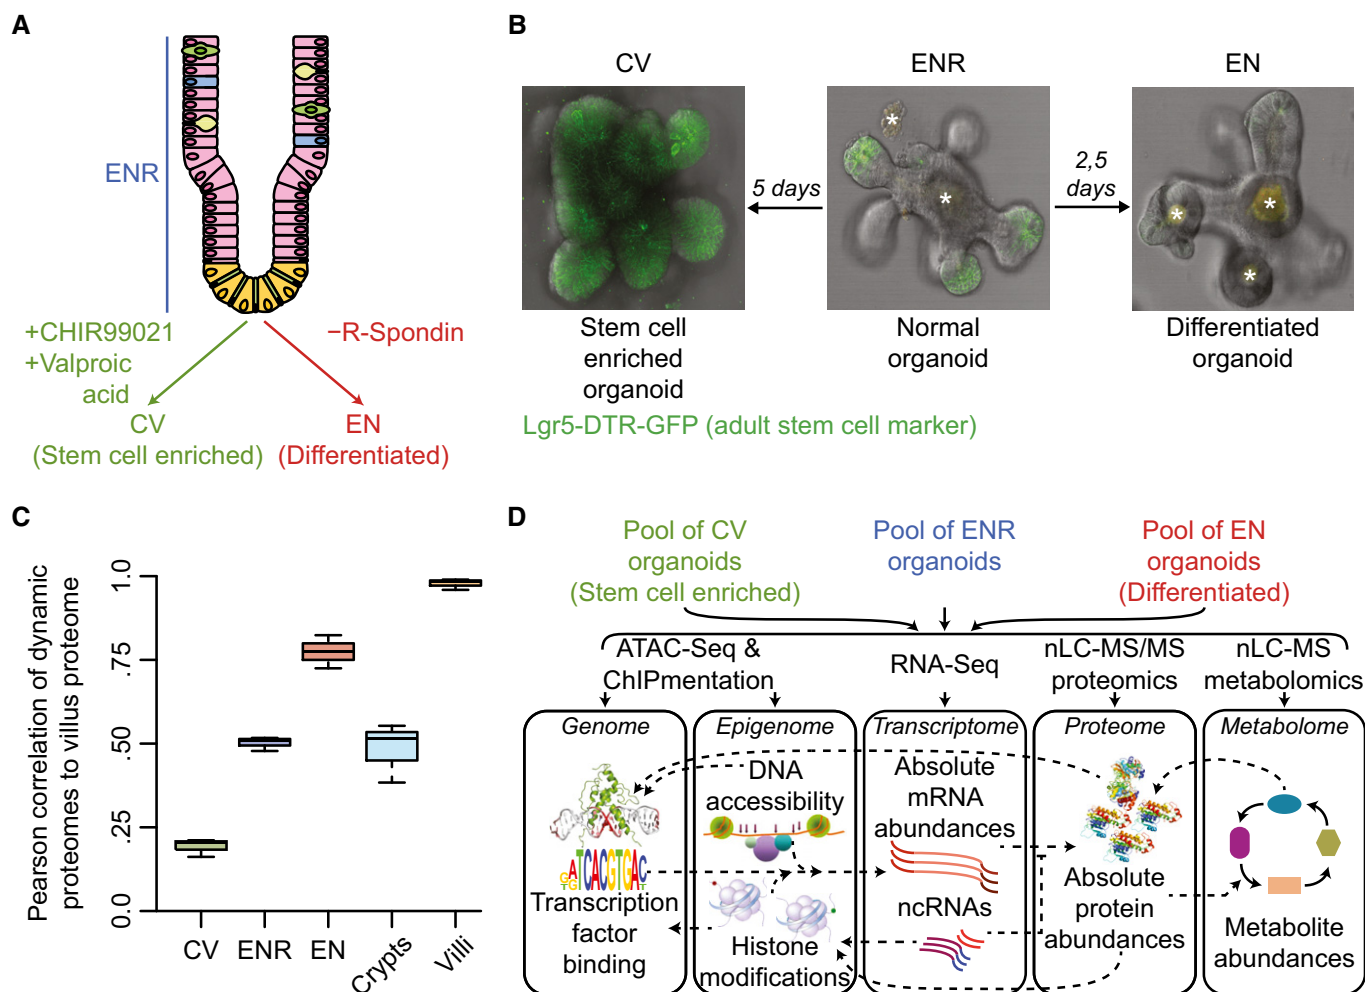 A
ENR
+CHIR99021
+Valproic
acid
−R-Spondin
CV
(Stem cell enriched)
EN
(Differentiated)
B
CV
ENR
EN
5 days
2,5
days
*
*
*
*
*
Stem cell
enriched
organoid
Normal
organoid
Differentiated
organoid
Lgr5-DTR-GFP (adult stem cell marker)
C
Pearson correlation of dynamic
proteomes to villus proteome
1.0
.75
.50
.25
0.0
CV
ENR
EN
Crypts
Villi
D
Pool of CV
organoids
(Stem cell enriched)
Pool of ENR
organoids
Pool of EN
organoids
(Differentiated)
ATAC-Seq &
ChIPmentation
RNA-Seq
nLC-MS/MS
proteomics
nLC-MS
metabolomics
Genome
GATCACGTGAC
GG T
Transcription
factor
binding
Epigenome
DNA
accessibility
Histone
modifications
Transcriptome
Absolute
mRNA
abundances
ncRNAs
Proteome
Absolute
protein
abundances
Metabolome
Metabolite
abundances